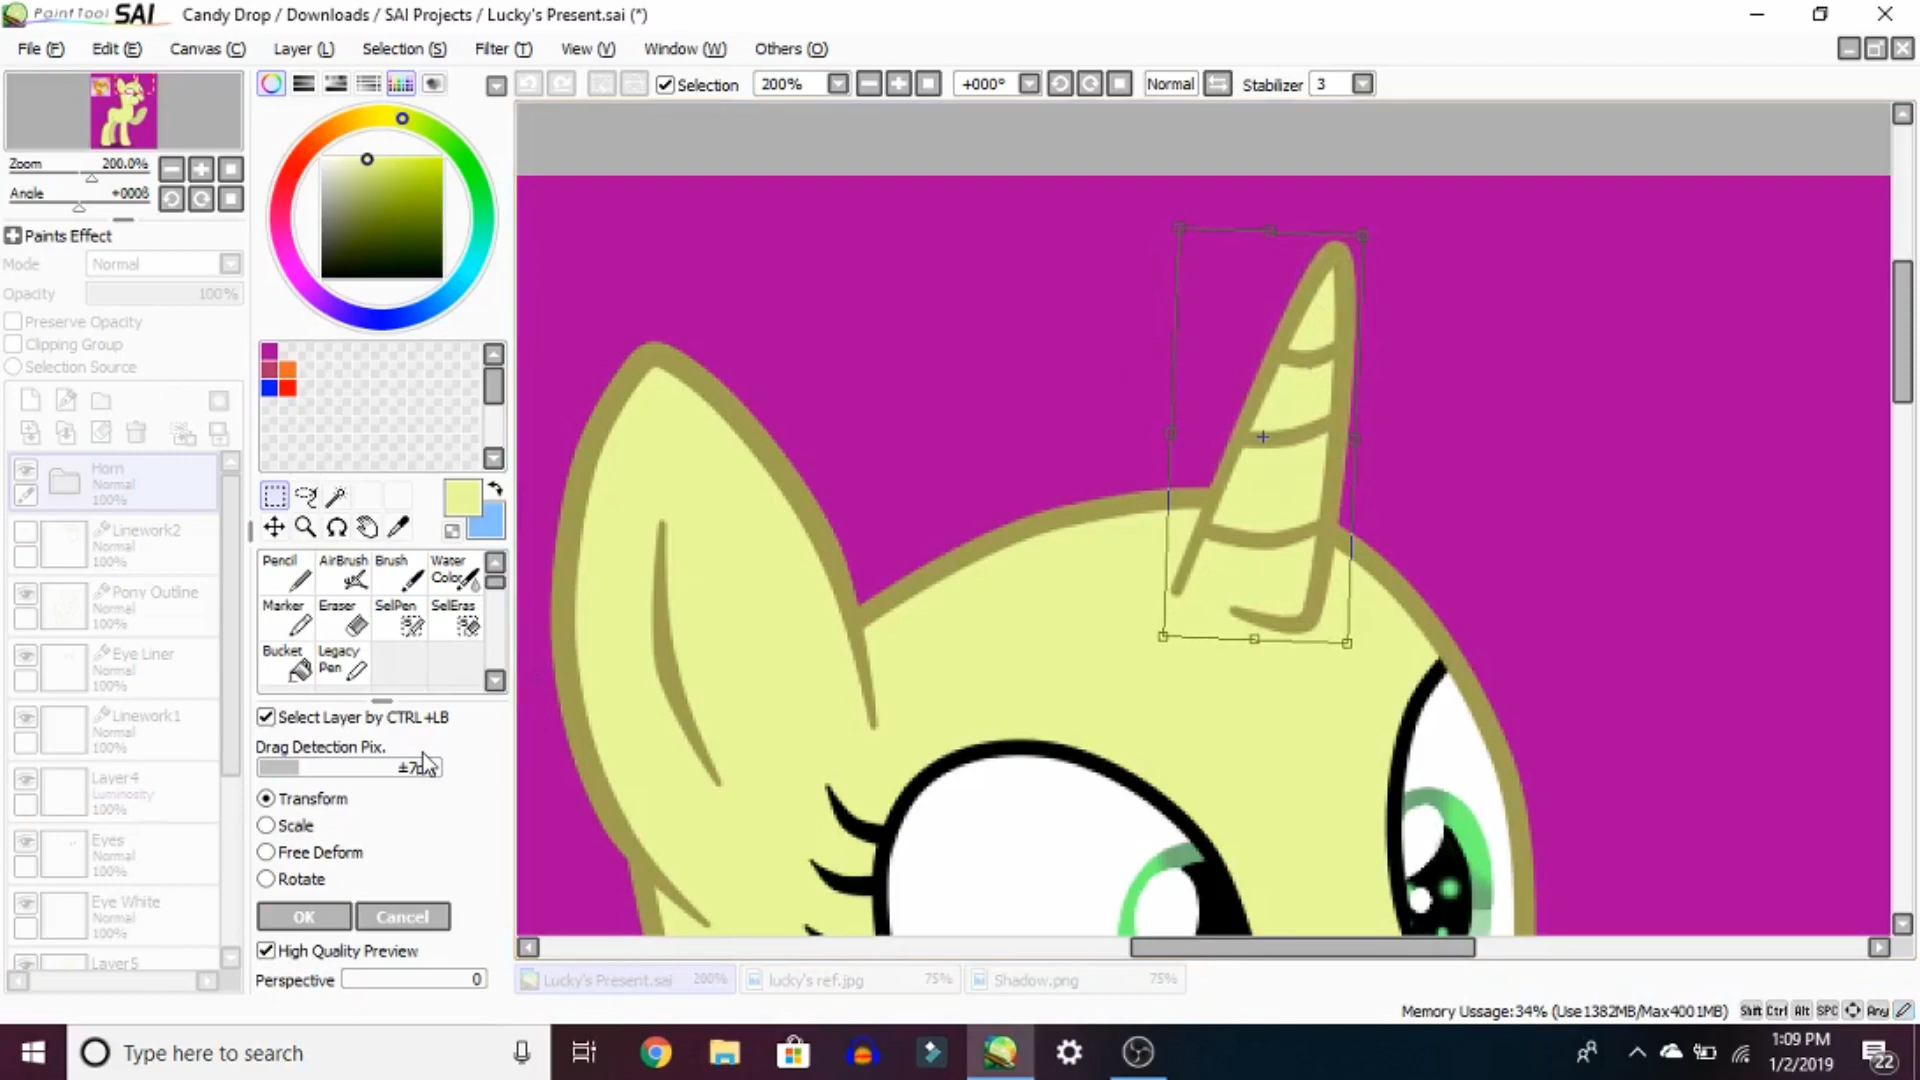 PaintTool SAI Candy Drop / Downloads / SAI Projects / Lucky's Present.sai (*)
File (F) Edit (E) Canvas (C) Layer (L) Selection (S) Filter (T) View (V) Window (W) Others (O)
Selection 200% +000° Normal Stabilizer 3
Zoom 200.0%
Angle
Paints Effect
Mode Normal
Opacity 100%
Preserve Opacity
Clipping Group
Selection Source
Horn
Normal
100%
Linework2
Normal
100%
Pony Outline
Normal
100%
Eye Liner
Normal
100%
Linework1
Normal
100%
Layer4
Luminosity
100%
Eyes
Normal
100%
Eye White
Normal
100%
Layer5
Pencil AirBrush Brush Water Color
Marker Eraser SelPen SelEras
Bucket Legacy Pen
Select Layer by CTRL+LB
Drag Detection Pix.
Transform
Scale
Free Deform
Rotate
OK Cancel
High Quality Preview
Perspective 0
Lucky's Present.sai 200% lucky's ref.jpg 75% Shadow.png 75%
Memory Ussage:34% (Use1382MB/Max4001MB) Shift Ctrl Alt SPC Any
Type here to search
1:09 PM
1/2/2019
22